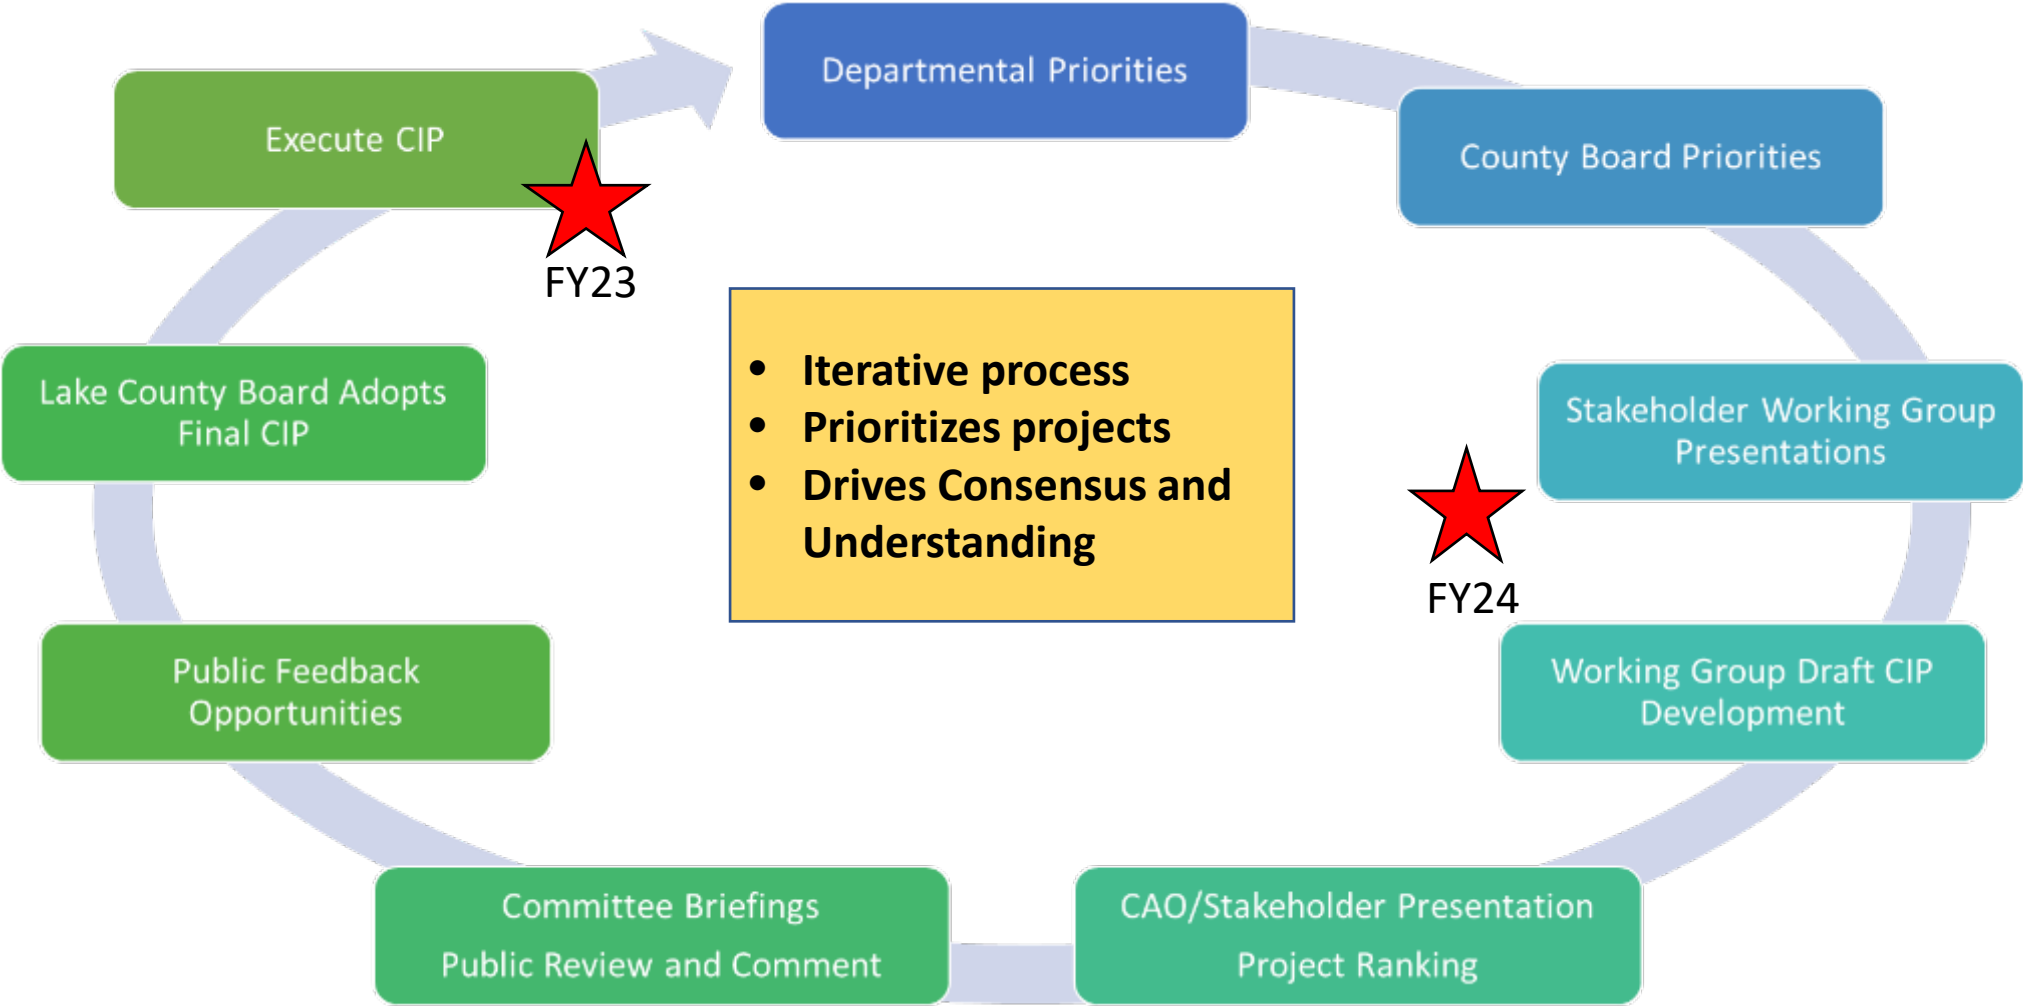 Departmental Priorities
County Board Priorities
Stakeholder Working Group
Presentations
FY24
Working Group Draft CIP
Development
CAO/Stakeholder Presentation
Project Ranking
Committee Briefings
Public Review and Comment
Public Feedback
Opportunities
Lake County Board Adopts
Final CIP
Execute CIP
FY23
• Iterative process
• Prioritizes projects
• Drives Consensus and
Understanding